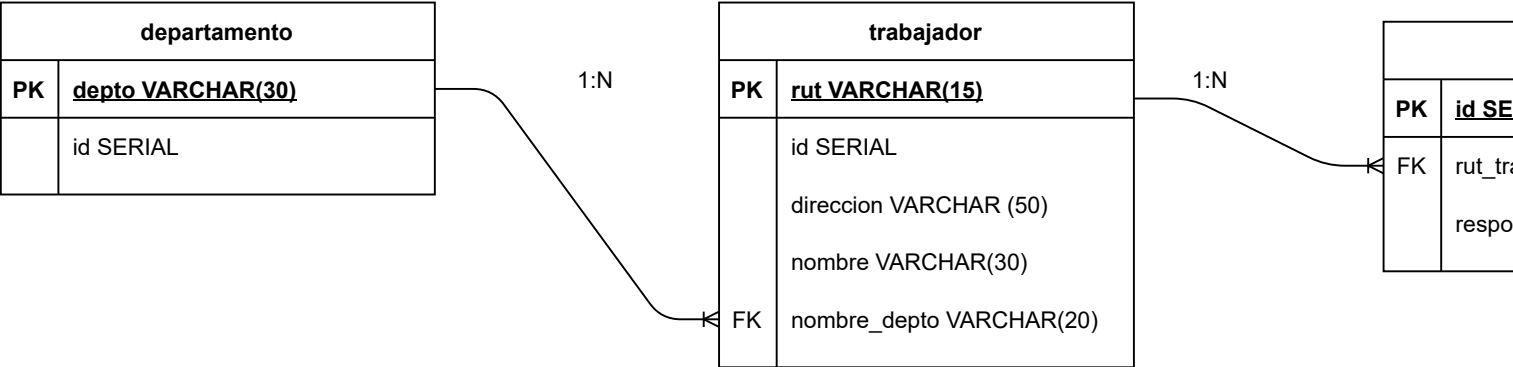 departamento
PK depto VARCHAR(30)
id SERIAL
1:N
trabajador
PK rut VARCHAR(15)
id SERIAL
direccion VARCHAR (50)
nombre VARCHAR(30)
FK nombre_depto VARCHAR(20)
1:N
PK id
FK